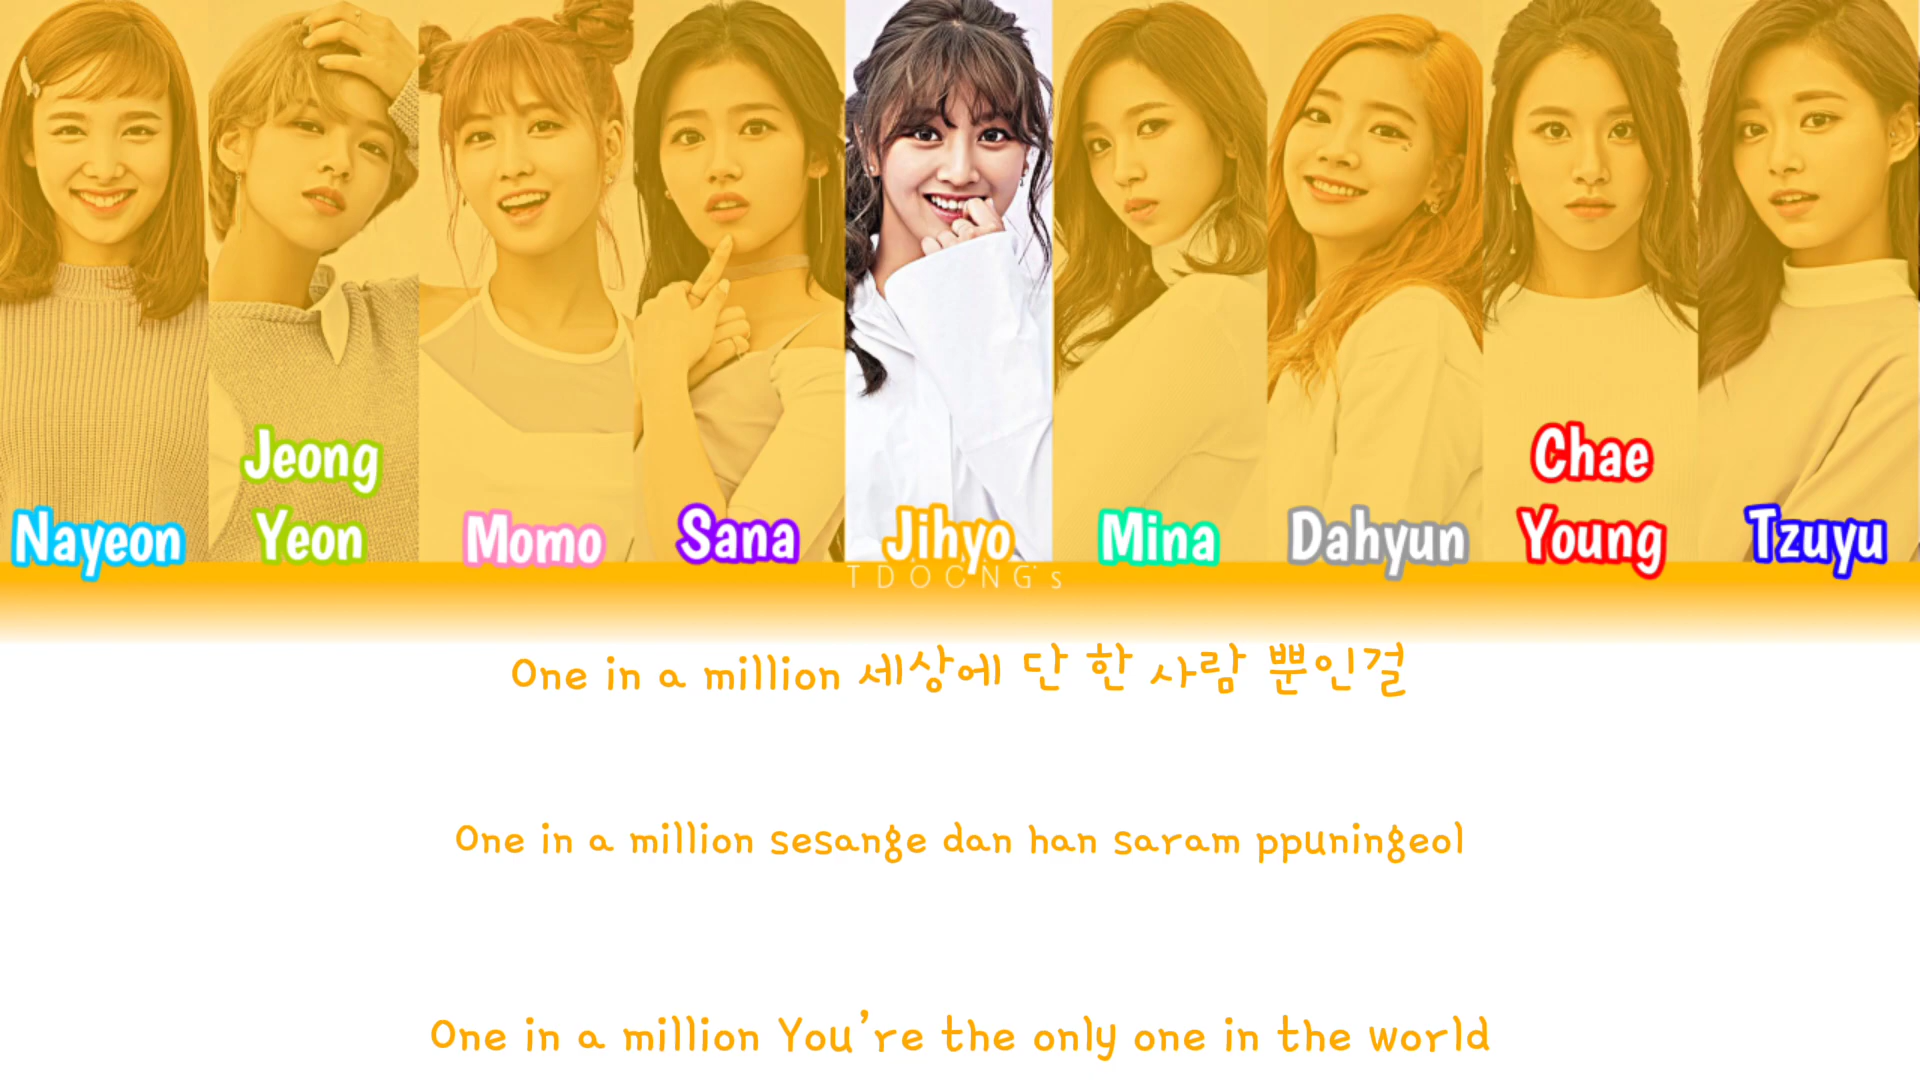 Nayeon
Jeong
Yeon
Momo
Sana
Jihyo
Mina
Dahyun
Chae
Young
Tzuyu
TDOCNG's
One in a million 세상에 단 한 사람 뿐인걸
One in a million sesange dan han saram ppuningeol
One in a million You're the only one in the world